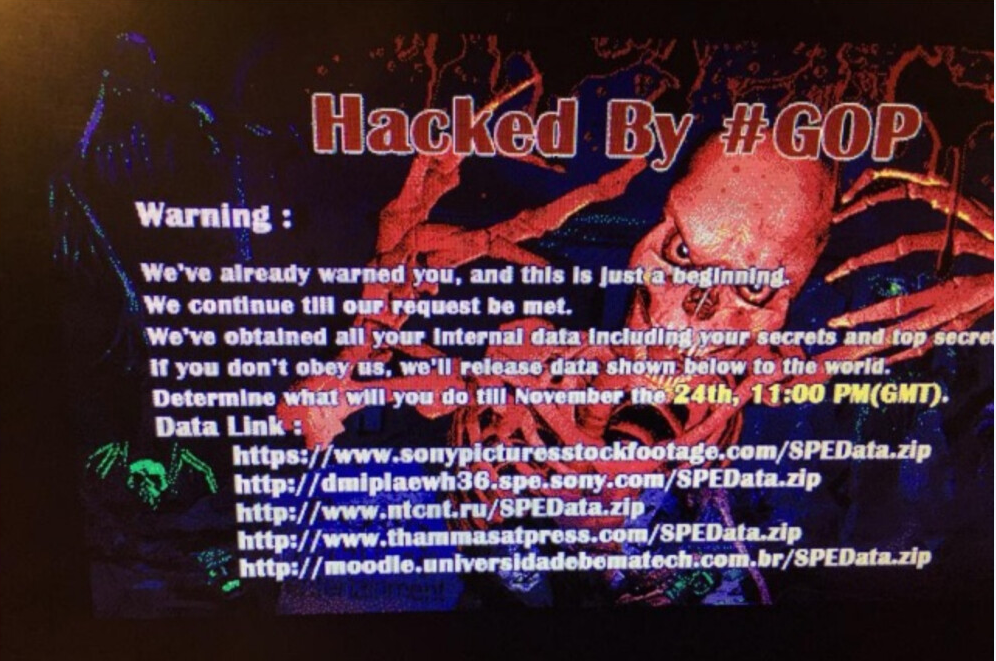 Hacked By #GOP
Warning :
We've already warned you, and this is just a beginning.
We continue till our request be met.
We've obtained all your internal data including your secrets and top secret
If you don't obey us, we'll release data shown below to the world.
Determine what will you do till November the 24th, 11:00 PM(GMT).
Data Link :
https://www.sonypicturesstockfootage.com/SPEData.zip
http://dmiplaewh36.spe.sony.com/SPEData.zip
http://www.ntcnt.ru/SPEData.zip
http://www.thammasatpress.com/SPEData.zip
http://moodle.universidadebematech.com.br/SPEData.zip